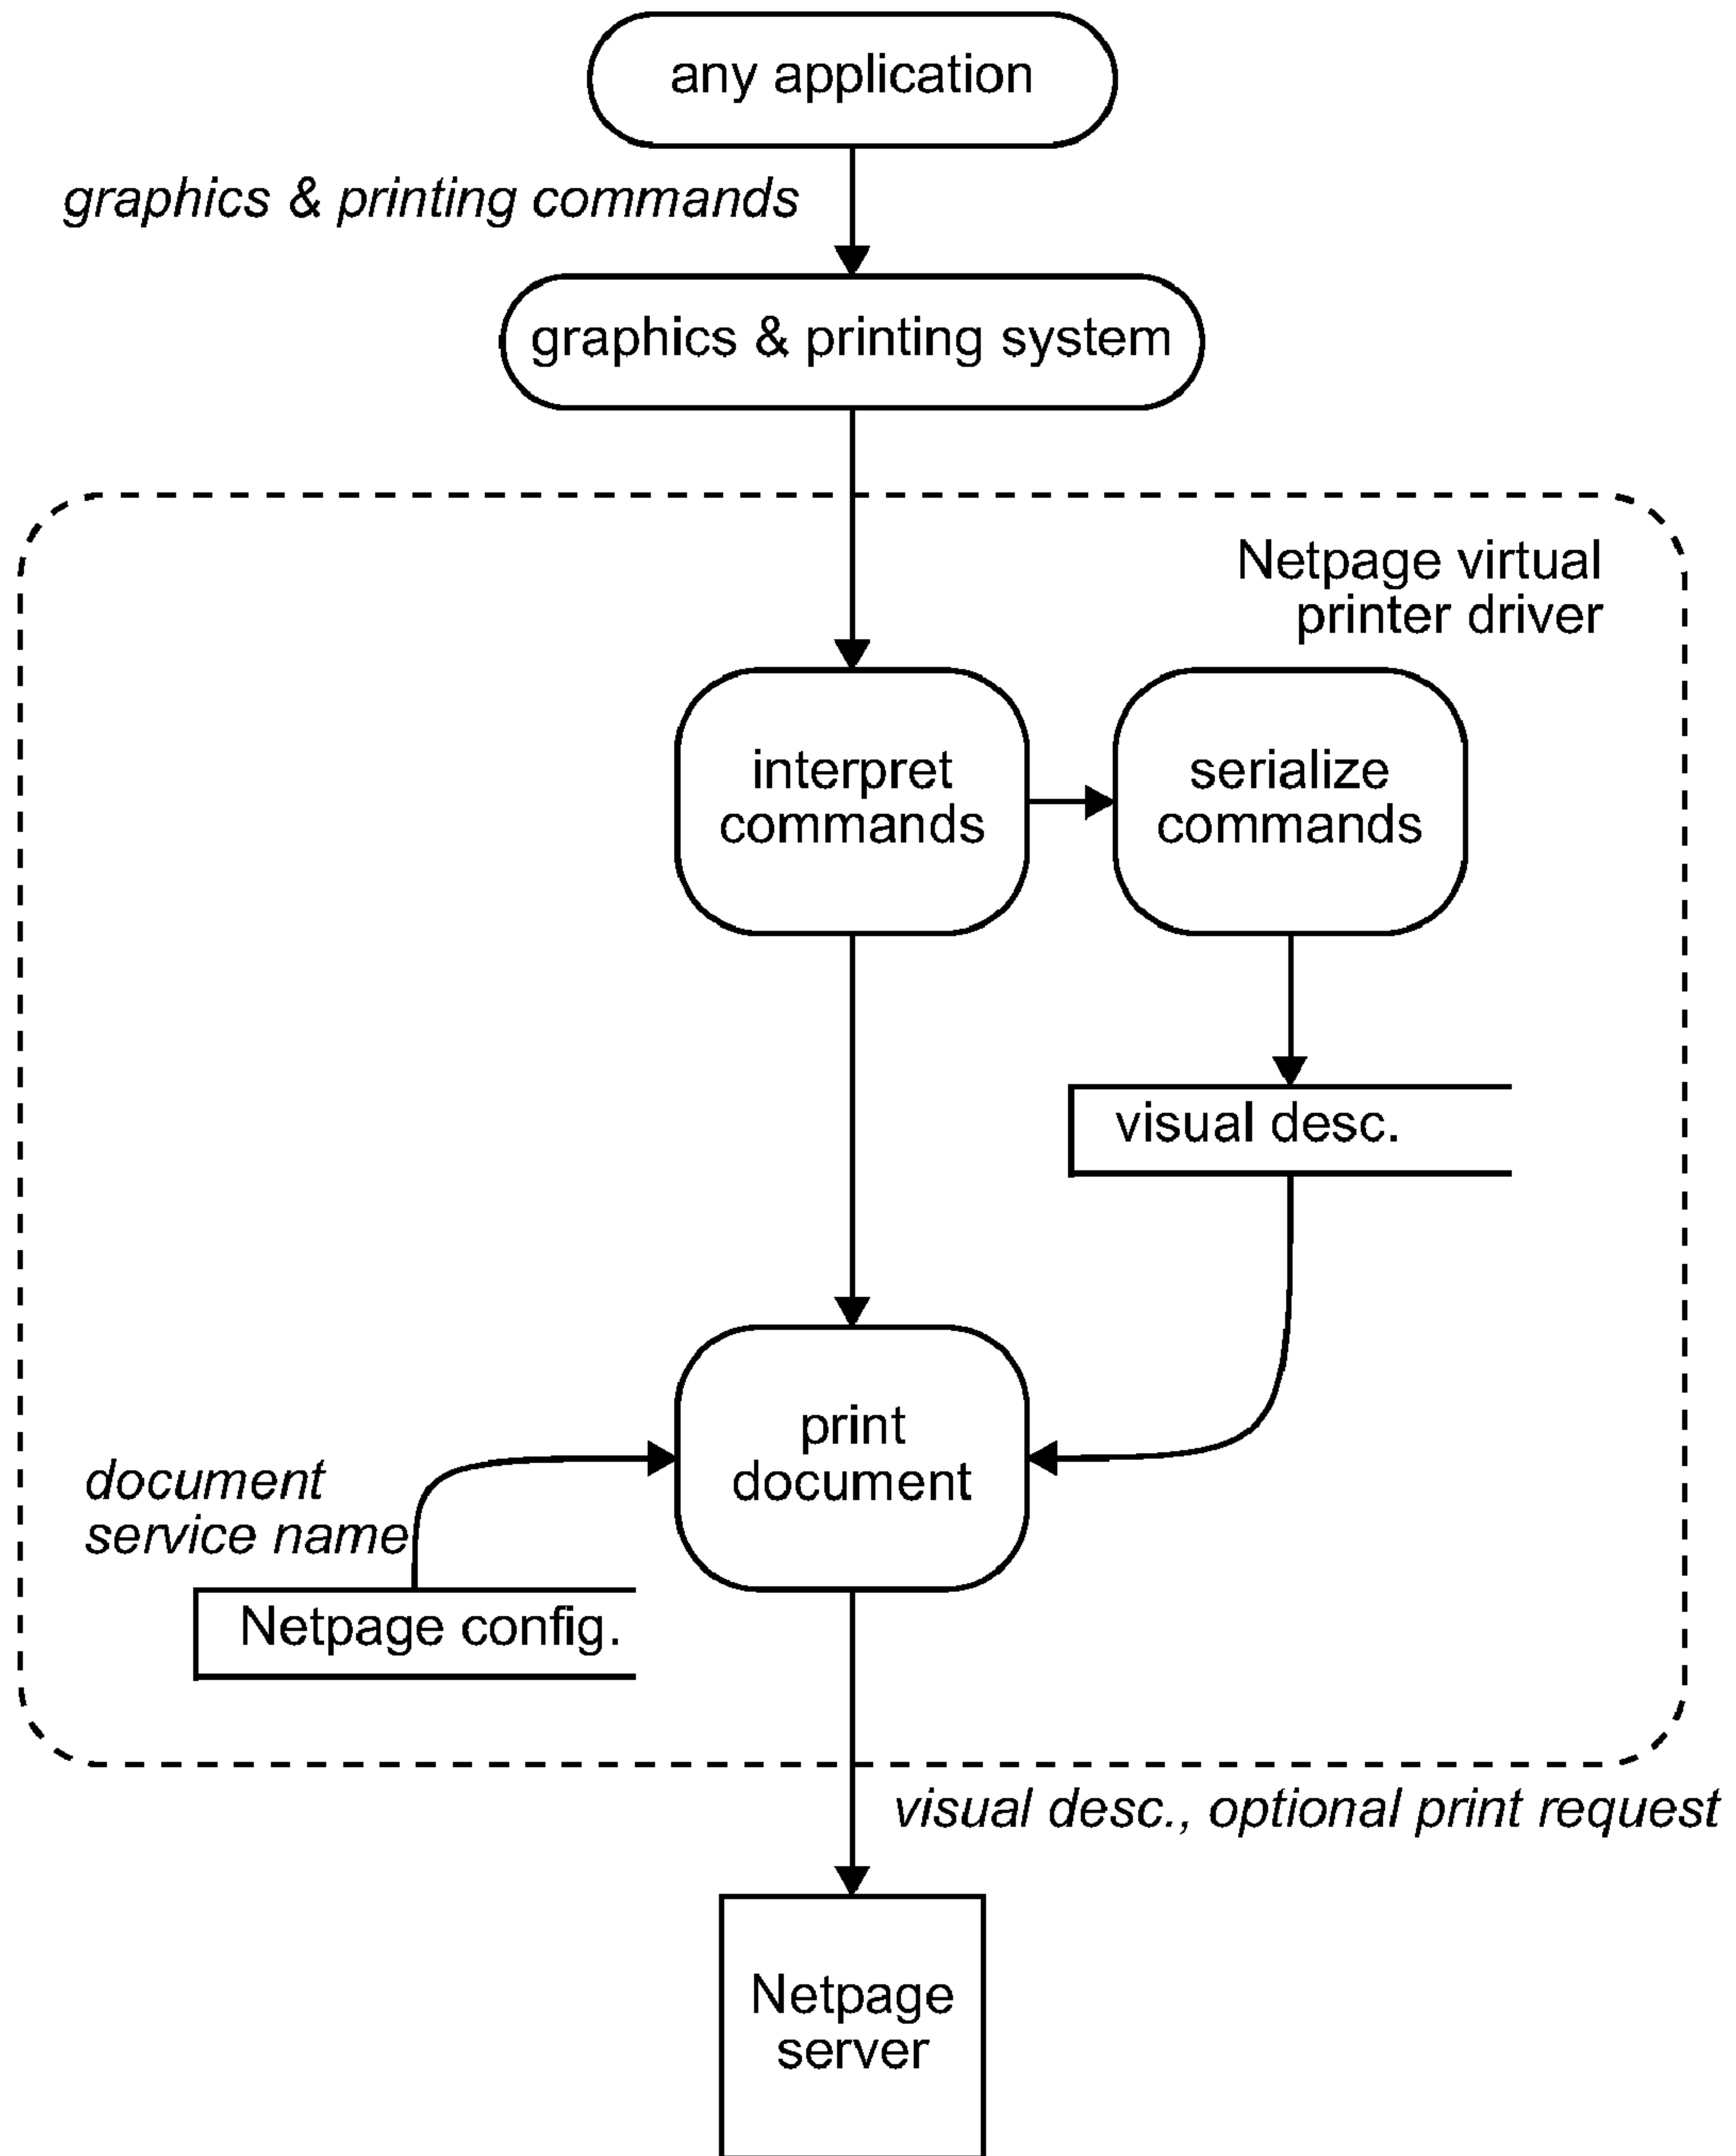 any application
graphics & printing commands
graphics & printing system
Netpage virtual
printer driver
interpret
commands
serialize
commands
visual desc.
print
document
document
service name
Netpage config.
visual desc., optional print request
Netpage
server